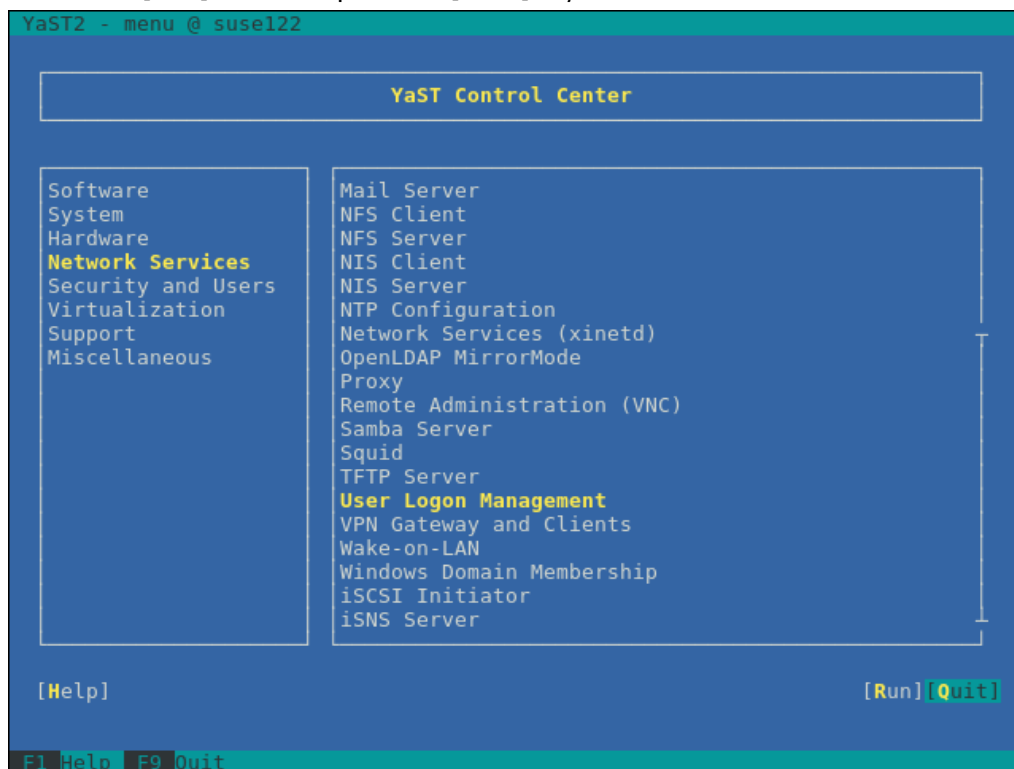 YaST2 - menu @ suse122
YaST Control Center
Software
System
Hardware
Network Services
Security and Users
Virtualization
Support
Miscellaneous
Mail Server
NFS Client
NFS Server
NIS Client
NIS Server
NTP Configuration
Network Services (xinetd)
OpenLDAP MirrorMode
Proxy
Remote Administration (VNC)
Samba Server
Squid
TFTP Server
User Logon Management
VPN Gateway and Clients
Wake-on-LAN
Windows Domain Membership
iSCSI Initiator
iSNS Server
[Help] [Run][Quit]
F1 Help F9 Quit